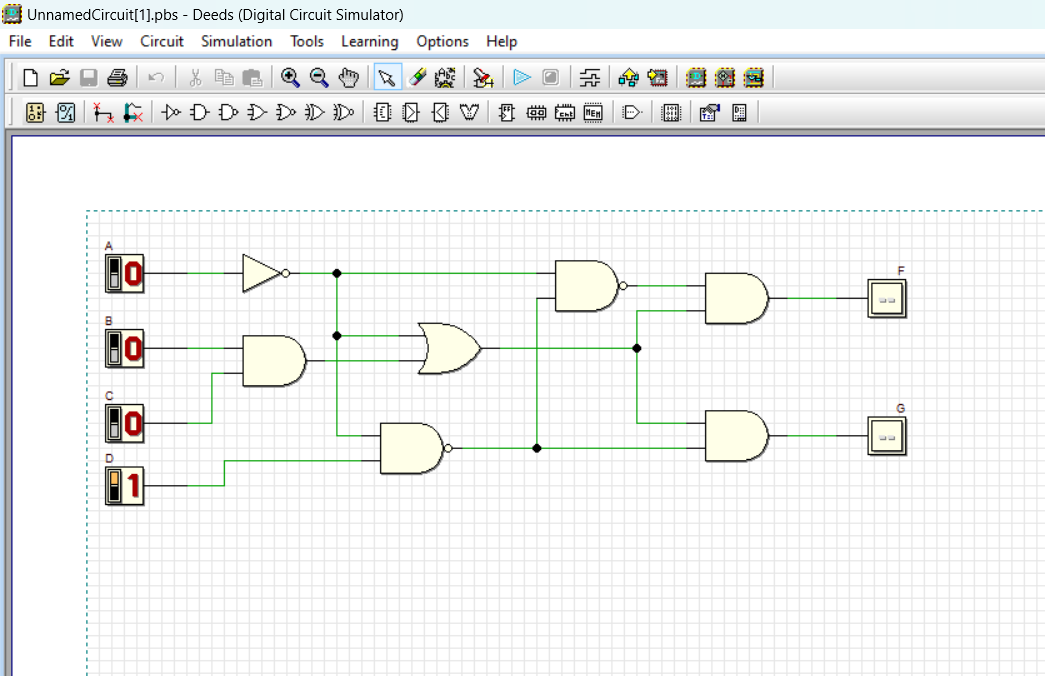 UnnamedCircuit[1].pbs - Deeds (Digital Circuit Simulator)
File Edit View Circuit Simulation Tools Learning Options Help
A
0
B
0
C
0
D
1
F
--
G
--